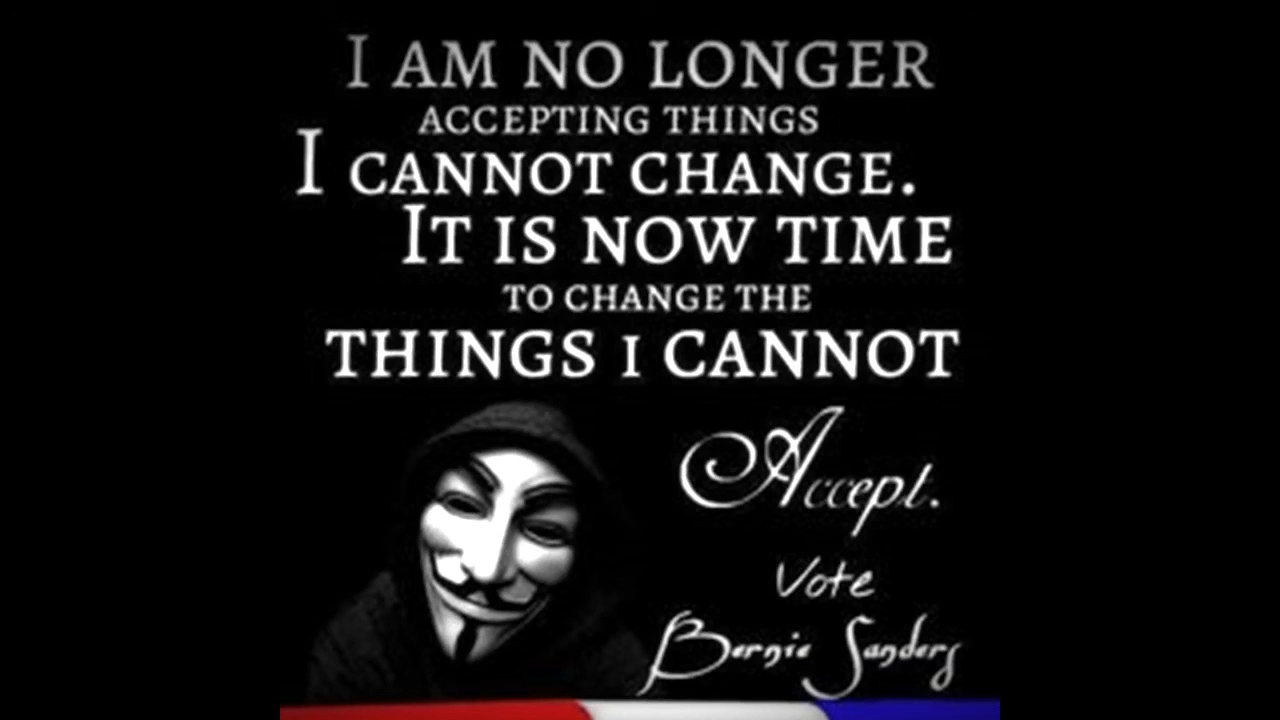 I AM NO LONGER
ACCEPTING THINGS
I CANNOT CHANGE.
IT IS NOW TIME
TO CHANGE THE
THINGS I CANNOT
Accept.
Vote
Bernie Sanders